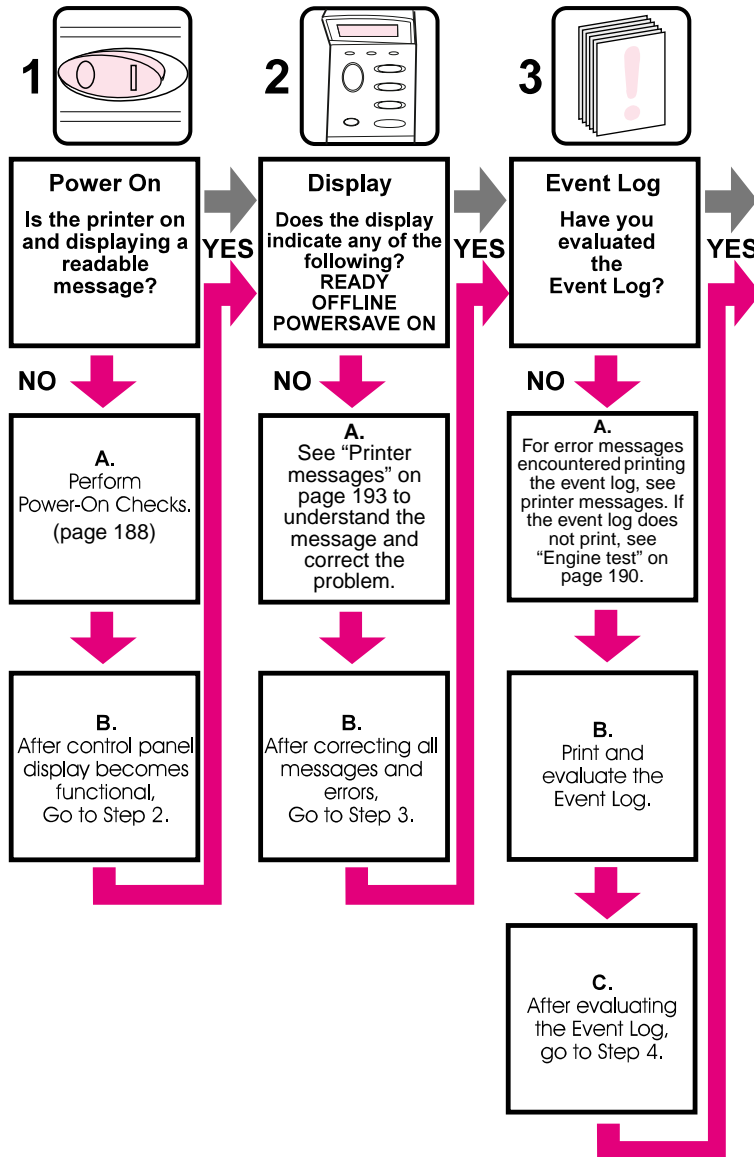 1
Power On
Is the printer on
and displaying a
readable
message?
YES
NO
A.
Perform
Power-On Checks.
(page 188)
B.
After control panel
display becomes
functional,
Go to Step 2.
2
Display
Does the display
indicate any of the
following?
READY
OFFLINE
POWERSAVE ON
YES
NO
A.
See “Printer
messages” on
page 193 to
understand the
message and
correct the
problem.
B.
After correcting all
messages and
errors,
Go to Step 3.
3
Event Log
Have you
evaluated
the
Event Log?
YES
NO
A.
For error messages
encountered printing
the event log, see
printer messages. If
the event log does
not print, see
“Engine test” on
page 190.
B.
Print and
evaluate the
Event Log.
C.
After evaluating
the Event Log,
go to Step 4.